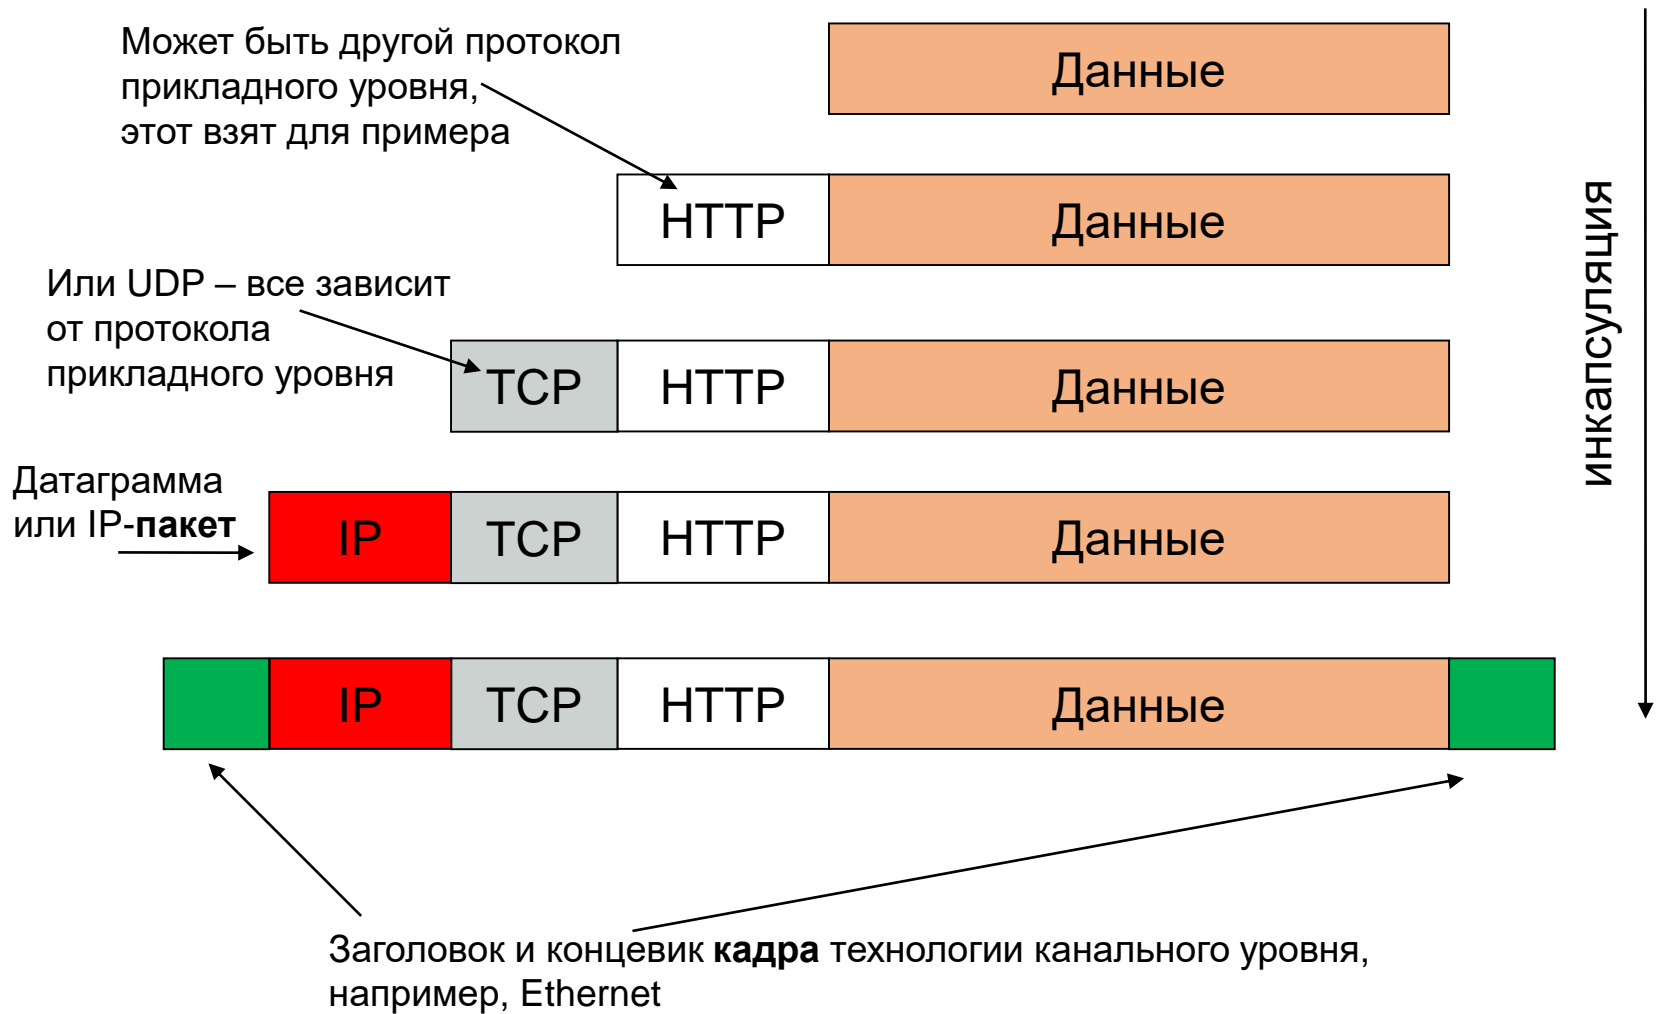 Может быть другой протокол
прикладного уровня,
этот взят для примера
Данные
HTTP Данные
Или UDP – все зависит
от протокола
прикладного уровня
TCP HTTP Данные
Датаграмма
или IP-пакет
IP TCP HTTP Данные
IP TCP HTTP Данные
Заголовок и концевик кадра технологии канального уровня,
например, Ethernet
инкапсуляция